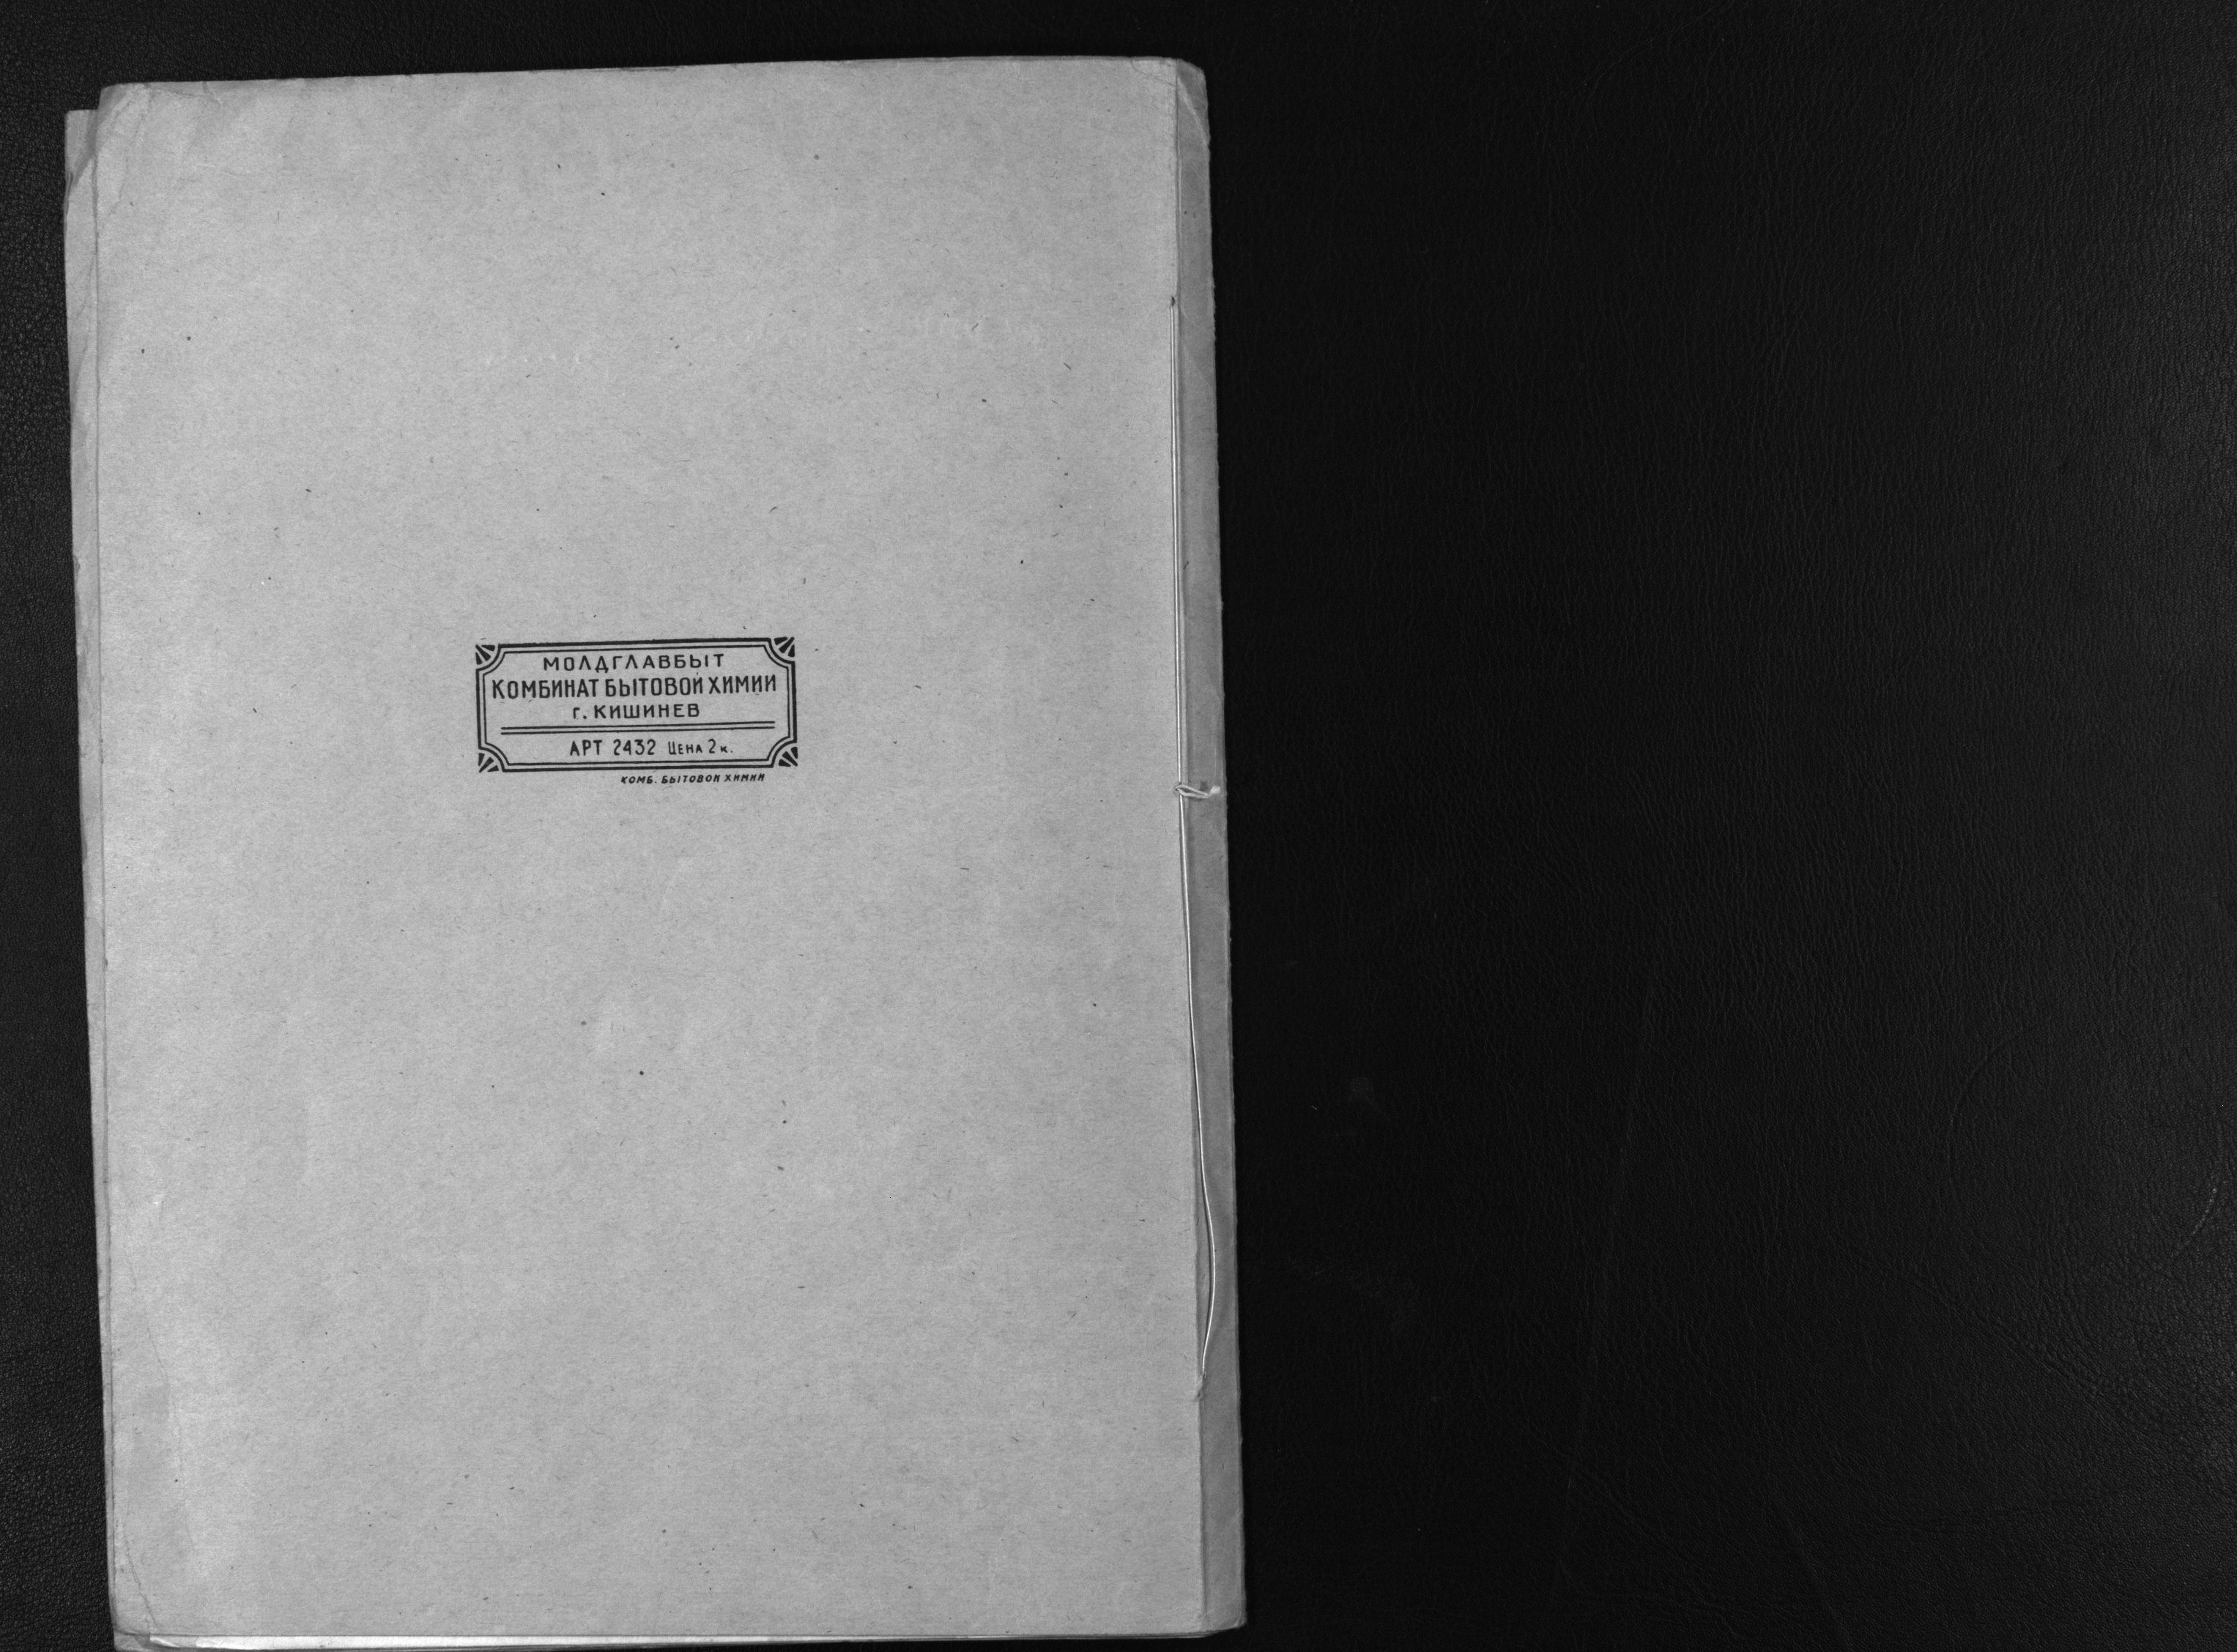 МОЛДГЛАВБЫТ
КОМБИНАТ БЫТОВОЙ ХИМИИ
г. КИШИНЕВ
АРТ 2432 ЦЕНА 2 к.
КОМБ. БЫТОВОЙ ХИМИИ